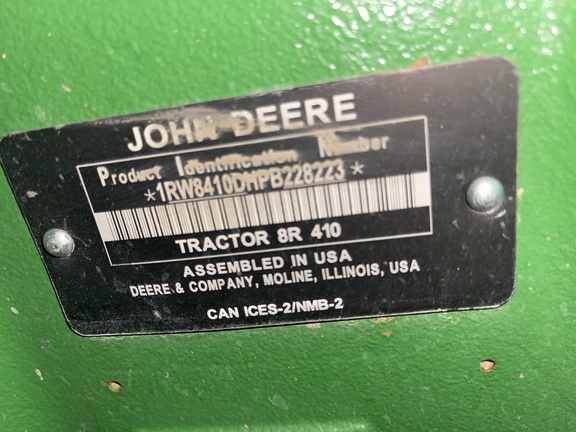 JOHN DEERE
Product Identification Number
*1RW8410DHPB228223*
TRACTOR 8R 410
ASSEMBLED IN USA
DEERE & COMPANY, MOLINE, ILLINOIS, USA
CAN ICES-2/NMB-2